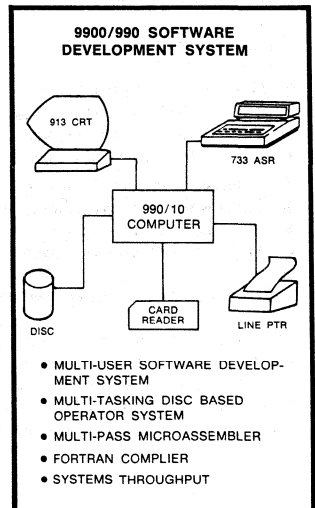 9900/990 SOFTWARE
DEVELOPMENT SYSTEM
913 CRT
733 ASR
990/10
COMPUTER
DISC
CARD
READER
LINE PTR
• MULTI-USER SOFTWARE DEVELOP-
MENT SYSTEM
• MULTI-TASKING DISC BASED
OPERATOR SYSTEM
• MULTI-PASS MICROASSEMBLER
• FORTRAN COMPLIER
• SYSTEMS THROUGHPUT